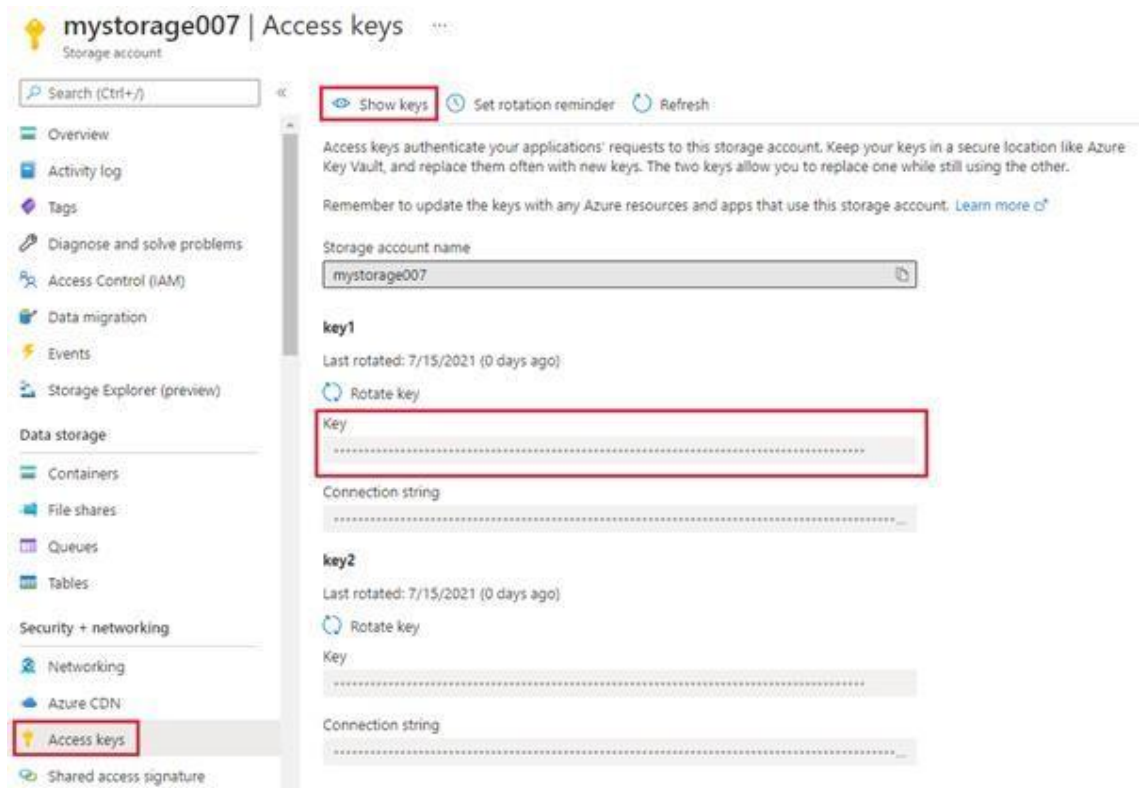 mystorage007 | Access keys ...
Storage account
Search (Ctrl+/)
«
Overview
Activity log
Tags
Diagnose and solve problems
Access Control (IAM)
Data migration
Events
Storage Explorer (preview)
Data storage
Containers
File shares
Queues
Tables
Security + networking
Networking
Azure CDN
Access keys
Shared access signature
Show keys Set rotation reminder Refresh
Access keys authenticate your applications' requests to this storage account. Keep your keys in a secure location like Azure
Key Vault, and replace them often with new keys. The two keys allow you to replace one while still using the other.
Remember to update the keys with any Azure resources and apps that use this storage account. Learn more
Storage account name
mystorage007
key1
Last rotated: 7/15/2021 (0 days ago)
Rotate key
Key
Connection string
key2
Last rotated: 7/15/2021 (0 days ago)
Rotate key
Key
Connection string